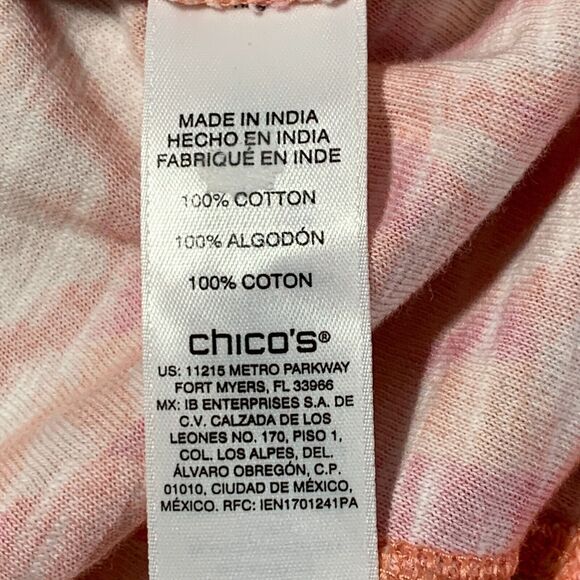 MADE IN INDIA
HECHO EN INDIA
FABRIQUÉ EN INDE
100% COTTON
100% ALGODÓN
100% COTON
chico's®
US: 11215 METRO PARKWAY
FORT MYERS, FL 33966
MX: IB ENTERPRISES S.A. DE
C.V. CALZADA DE LOS
LEONES NO. 170, PISO 1,
COL. LOS ALPES, DEL.
ÁLVARO OBREGÓN, C.P.
01010, CIUDAD DE MÉXICO,
MÉXICO. RFC: IEN1701241PA